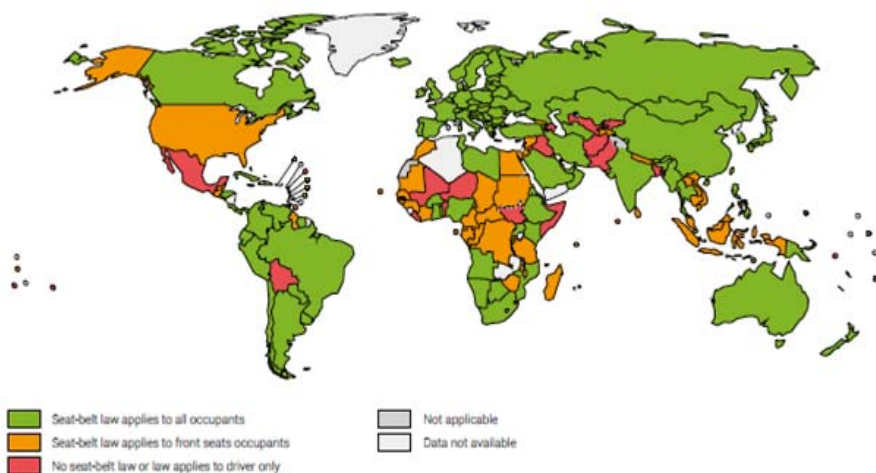 Seat-belt law applies to all occupants
Seat-belt law applies to front seats occupants
No seat-belt law or law applies to driver only
Not applicable
Data not available